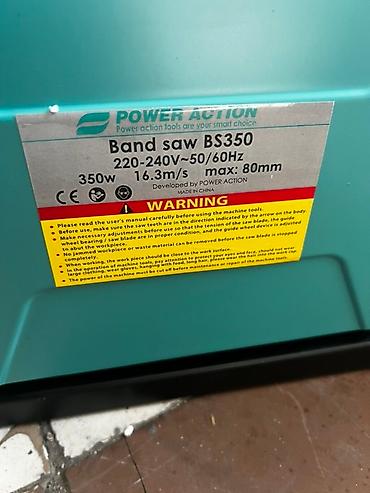 POWER ACTION
Power action tools are your smart choice
Band saw BS350
220-240V~50/60Hz
350w 16.3m/s max: 80mm
Developed by POWER ACTION
MADE IN CHINA
CE
WARNING
• Please read the user's manual carefully before using the machine tools.
• Before use, make sure the saw teeth are in the direction indicated by the arrow on the body
• Make necessary adjustments before use so that the tension of the saw blade, the guide
wheel bearing / saw blade are in proper condition, and the guide wheel device is adjusted
completely.
• No jammed workpiece or waste material can be removed before the saw blade is stopped
to abut the workpiece.
• When working, the work piece should be close to the work surface.
• In the operation of machine tools, pay attention to protect your eyes and face, should not wear
large clothing, wear gloves, hanging with food, long hair, please wear the hair into the work cap.
• The power of the machine must be cut off before maintenance or repair of the machine tools.